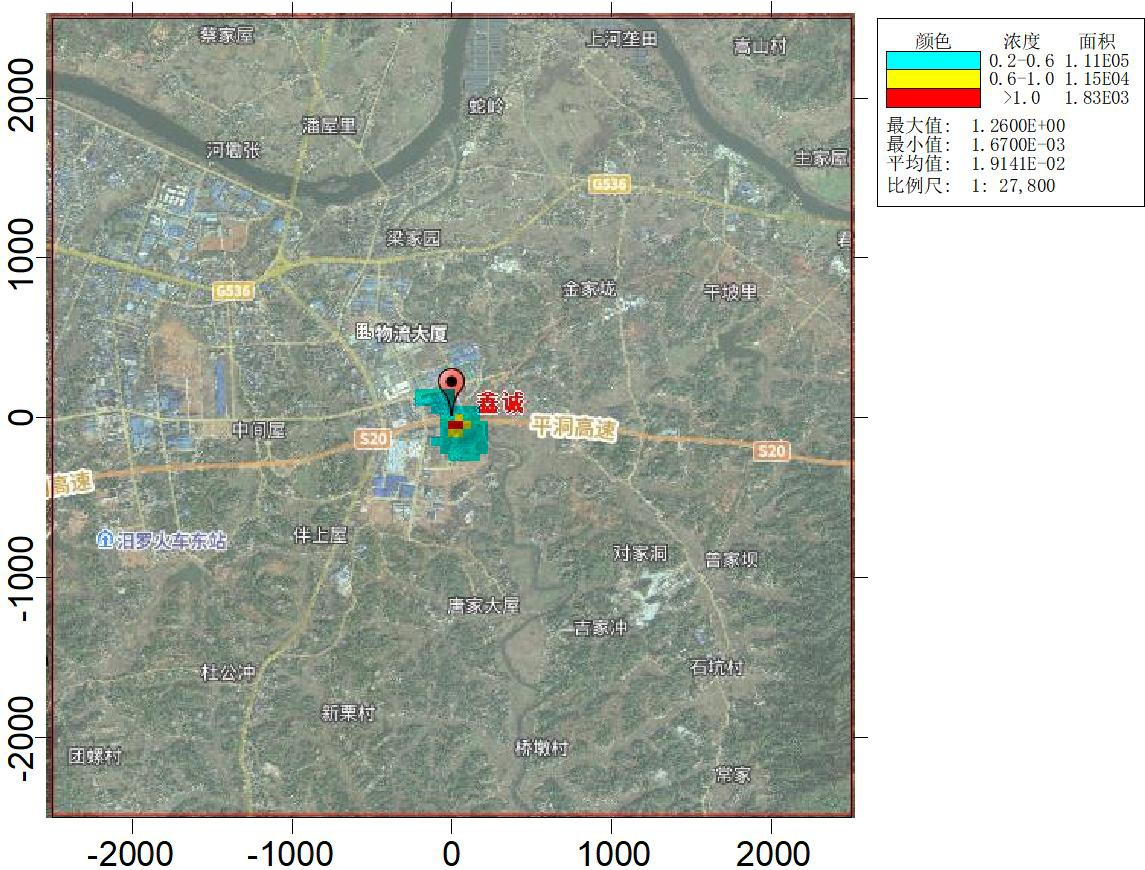 颜色 浓度 面积
0.2-0.6 1.11E05
0.6-1.0 1.15E04
>1.0 1.83E03
最大值: 1.2600E+00
最小值: 1.6700E-03
平均值: 1.9141E-02
比例尺: 1: 27,800
蔡家屋
上河垄田
高山村
蛇岭
潘屋里
河堛张
圭家屋
G536
梁家园
G536
金家垅
干坡里
物流大厦
鑫诚
平洞高速
中间屋
S20
S20
高速
汨罗火车东站
伴上屋
对家洞
曾家坝
唐家大屋
吉家冲
杜公冲
石坑村
新栗村
桥墩村
团螺村
常家
2000
1000
0
-1000
-2000
-2000 -1000 0 1000 2000